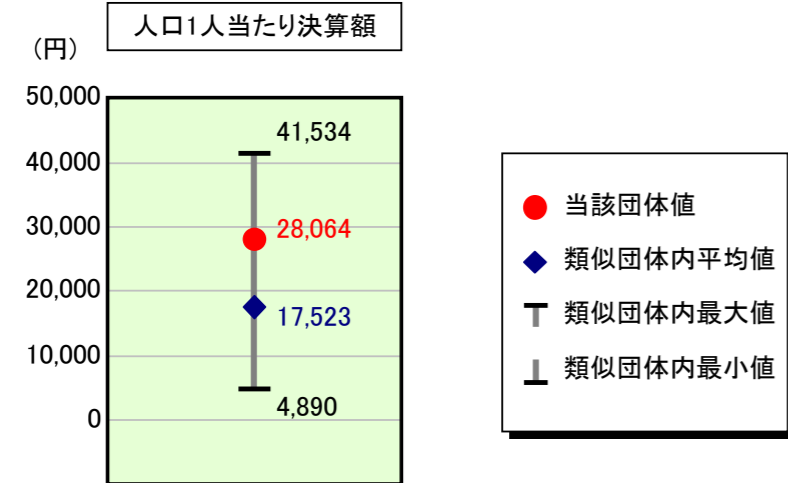 人口1人当たり決算額
(円)
50,000
40,000
30,000
20,000
10,000
0
41,534
28,064
17,523
4,890
当該団体値
類似団体内平均値
類似団体内最大値
類似団体内最小値